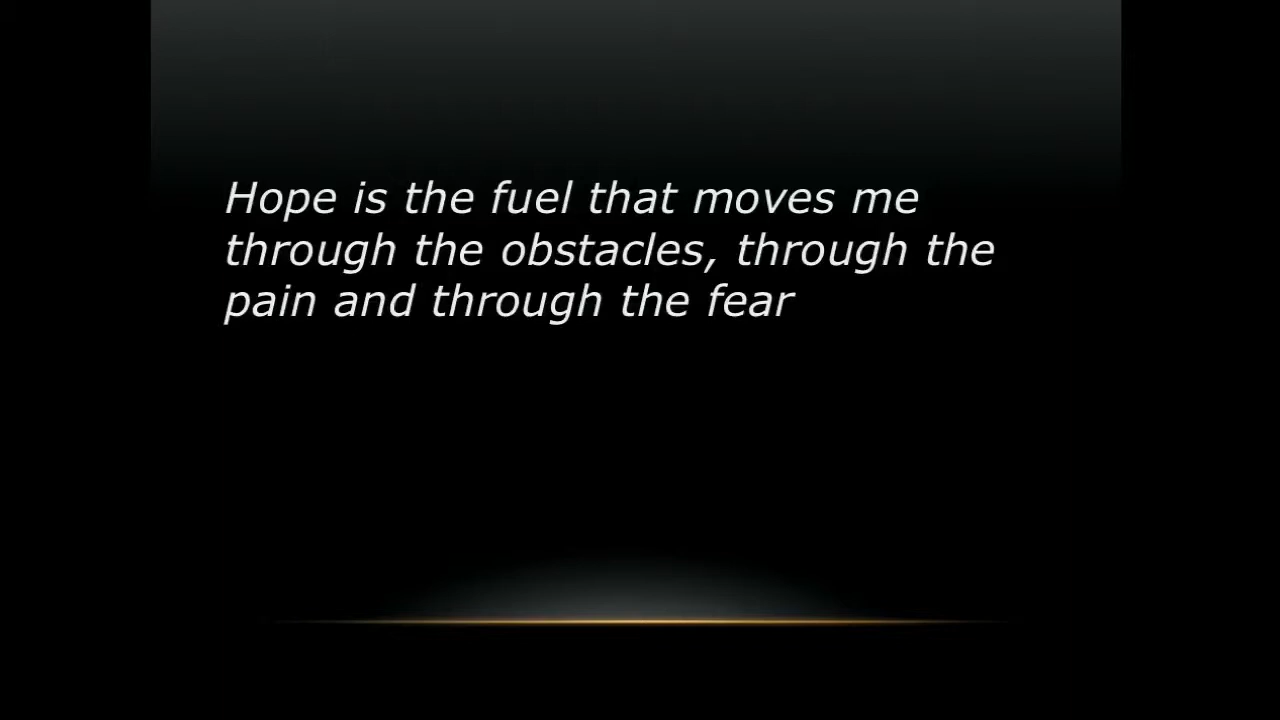 Hope is the fuel that moves me
through the obstacles, through the
pain and through the fear